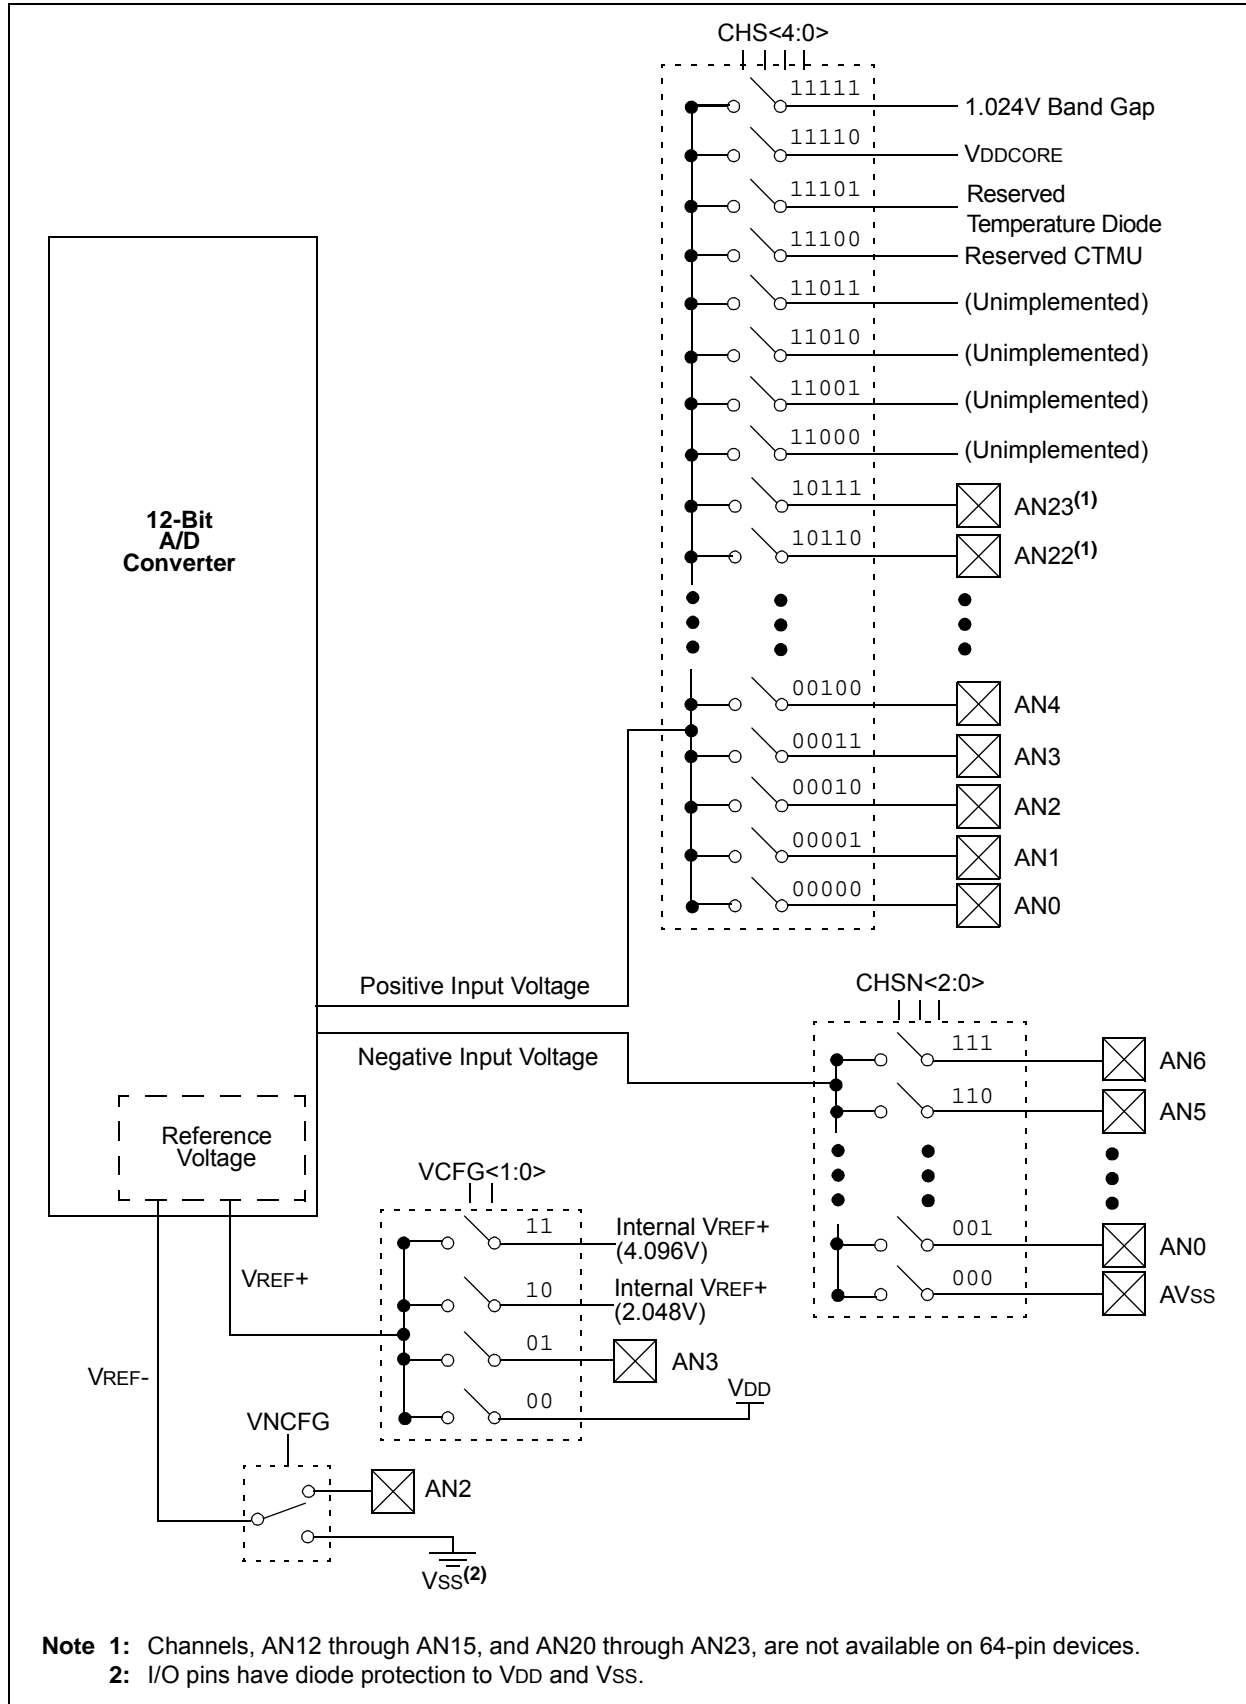 CHS<4:0>
11111
1.024V Band Gap
11110
VDDCORE
11101
Reserved
Temperature Diode
11100
Reserved CTMU
11011
(Unimplemented)
11010
(Unimplemented)
11001
(Unimplemented)
11000
(Unimplemented)
10111
AN23(1)
10110
AN22(1)
12-Bit
A/D
Converter
00100
AN4
00011
AN3
00010
AN2
00001
AN1
00000
AN0
Positive Input Voltage
Negative Input Voltage
CHSN<2:0>
111
AN6
110
AN5
001
AN0
000
AVSS
Reference
Voltage
VCFG<1:0>
11
Internal VREF+
(4.096V)
10
Internal VREF+
(2.048V)
01
AN3
00
VDD
VREF+
VREF-
VNCFG
AN2
VSS(2)
Note 1: Channels, AN12 through AN15, and AN20 through AN23, are not available on 64-pin devices.
2: I/O pins have diode protection to VDD and VSS.